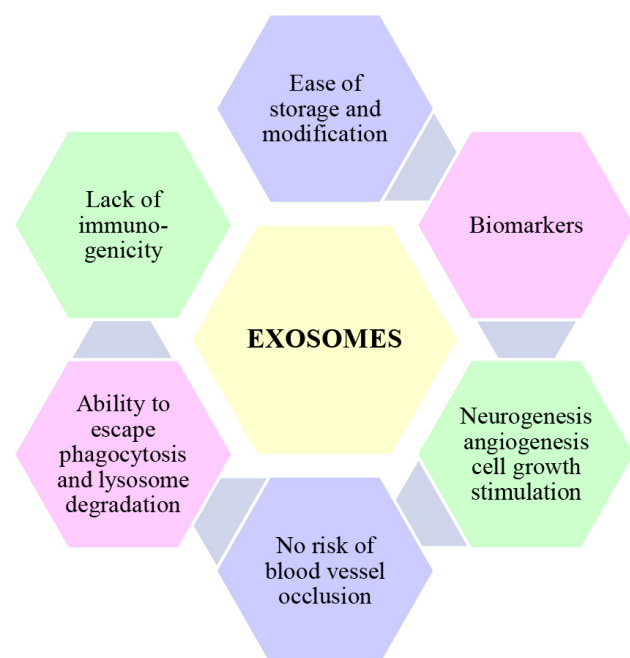 Ease of
storage and
modification
Biomarkers
Lack of
immuno-
genicity
EXOSOMES
Neurogenesis
angiogenesis
cell growth
stimulation
Ability to
escape
phagocytosis
and lysosome
degradation
No risk of
blood vessel
occlusion